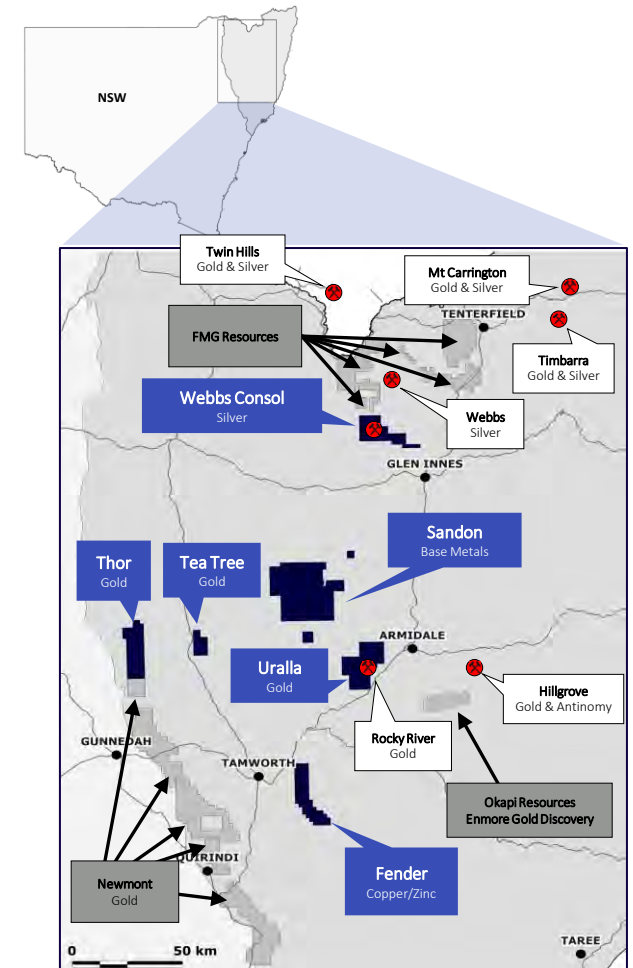 NSW
Twin Hills
Gold & Silver
Mt Carrington
Gold & Silver
TENTERFIELD
FMG Resources
Timbarra
Gold & Silver
Webbs Consol
Silver
Webbs
Silver
GLEN INNES
Sandon
Base Metals
Thor
Gold
Tea Tree
Gold
ARMIDALE
Uralla
Gold
Hillgrove
Gold & Antinomy
Rocky River
Gold
GUNNEDAH
TAMWORTH
Okapi Resources
Enmore Gold Discovery
QUIRINDI
Newmont
Gold
Fender
Copper/Zinc
TAREE
0 50 km